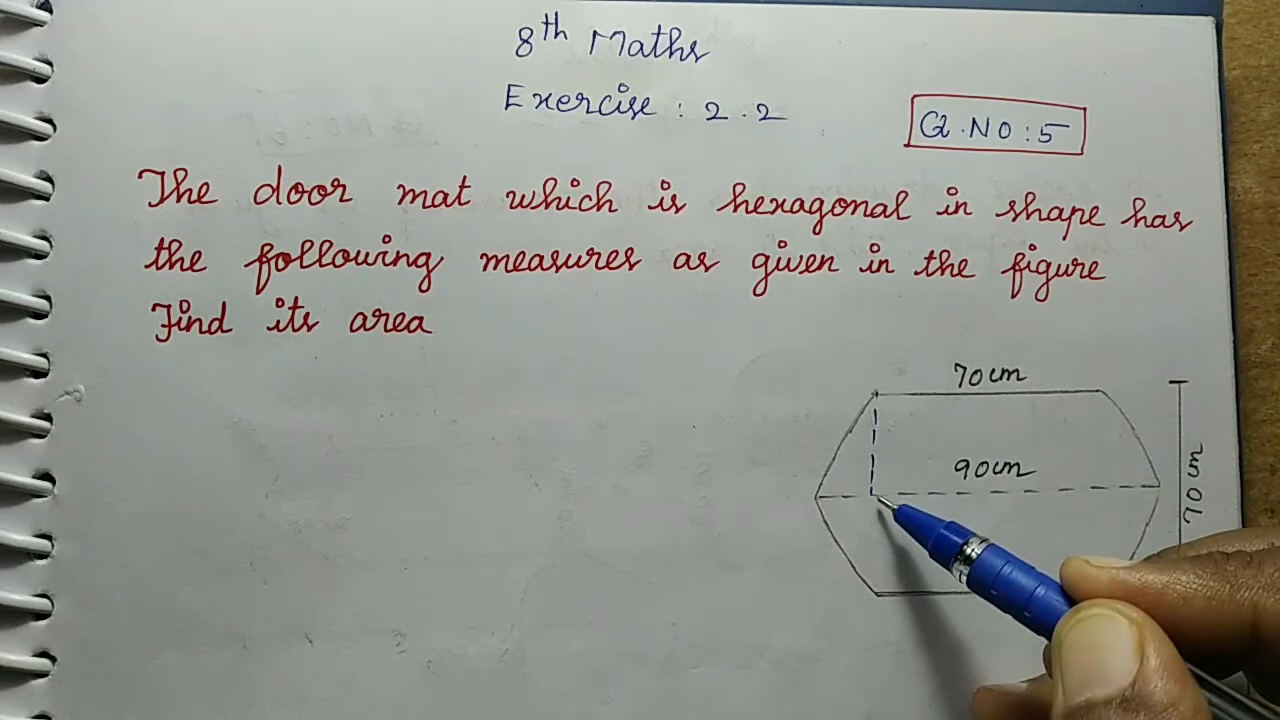 8th Maths
Exercise : 2.2
Q.NO:5
The door mat which is hexagonal in shape has
the following measures as given in the figure
Find its area
70cm
90cm
70cm